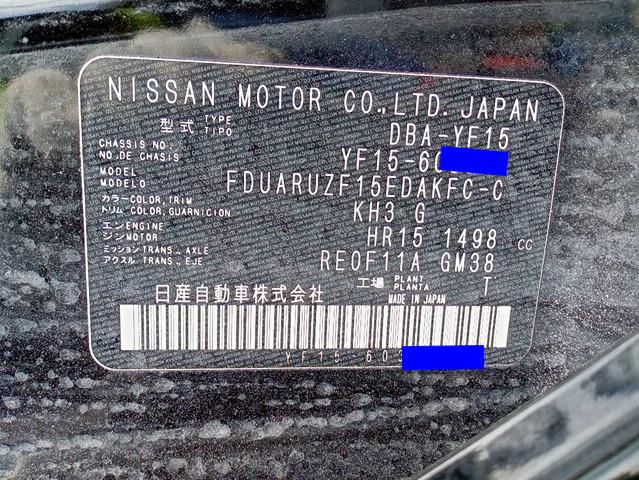 NISSAN MOTOR CO.,LTD. JAPAN
型式 TYPE TIPO DBA-YF15
CHASSIS NO. NO. DE CHASIS YF15-60
MODEL MODELO FDUARUZF15EDAKFC-C
カラー COLOR, TRIM
トリム COLOR, GUARNICION KH3 G
エンジン ENGINE MOTOR HR15 1498 CC
ミッション TRANS., AXLE
アクスル TRANS., EJE RE0F11A GM38
工場 PLANT PLANTA T
日産自動車株式会社 MADE IN JAPAN
YF15-60